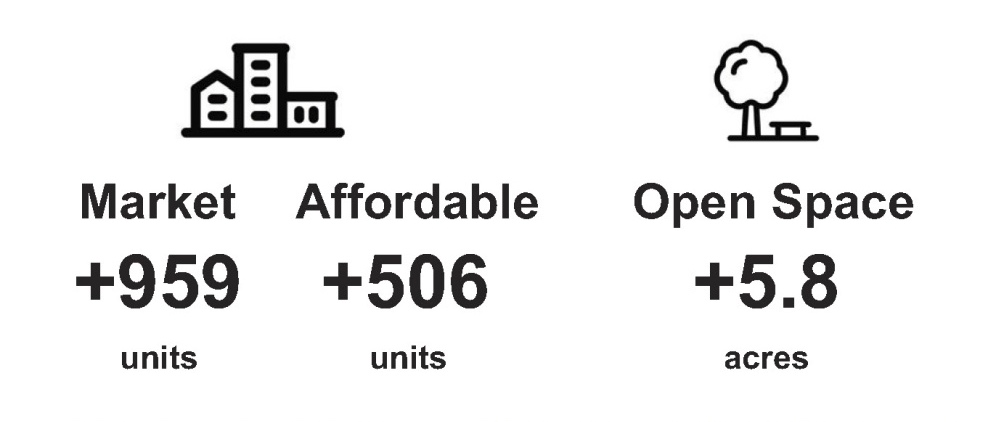 Market Affordable Open Space
+959 +506 +5.8
units units acres